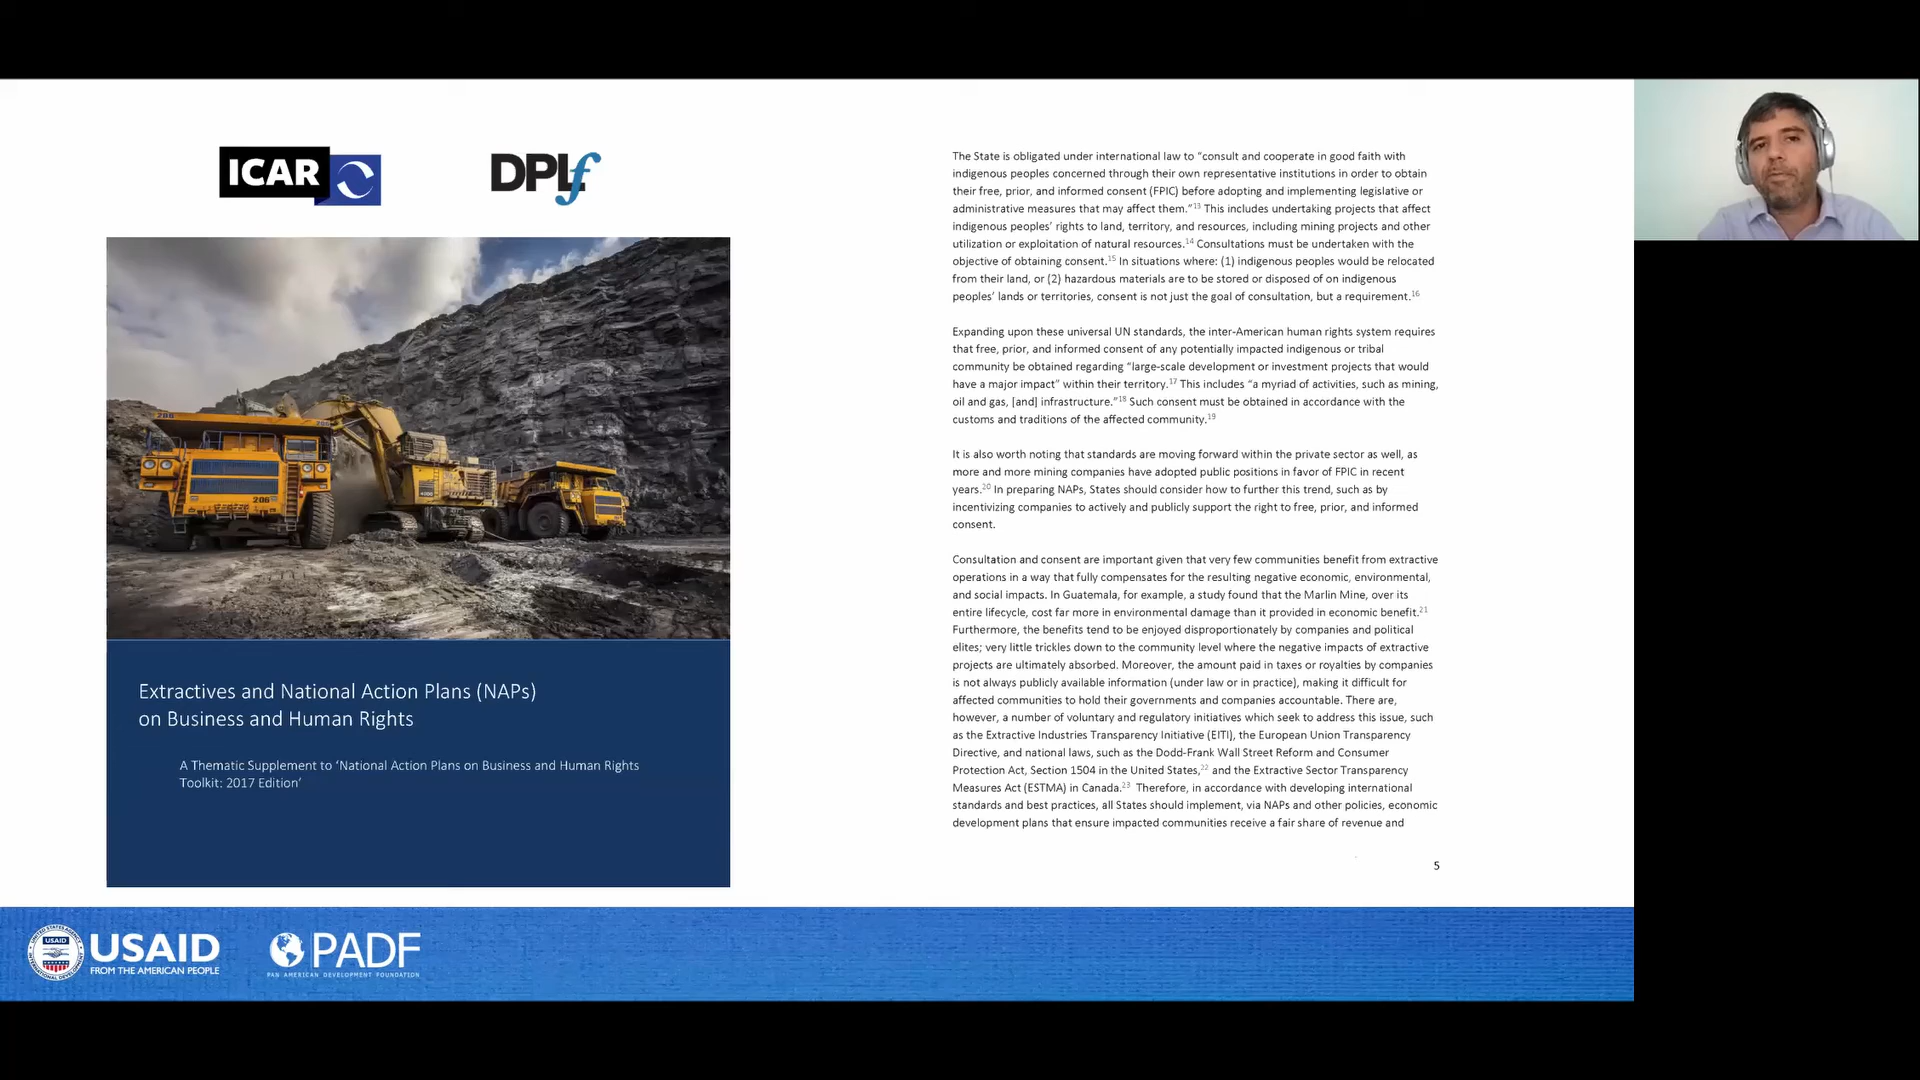 ICAR
DPLf
206
206
206
4000
Extractives and National Action Plans (NAPs)
on Business and Human Rights
A Thematic Supplement to ‘National Action Plans on Business and Human Rights
Toolkit: 2017 Edition’
The State is obligated under international law to “consult and cooperate in good faith with
indigenous peoples concerned through their own representative institutions in order to obtain
their free, prior, and informed consent (FPIC) before adopting and implementing legislative or
administrative measures that may affect them.”13 This includes undertaking projects that affect
indigenous peoples’ rights to land, territory, and resources, including mining projects and other
utilization or exploitation of natural resources.14 Consultations must be undertaken with the
objective of obtaining consent.15 In situations where: (1) indigenous peoples would be relocated
from their land, or (2) hazardous materials are to be stored or disposed of on indigenous
peoples’ lands or territories, consent is not just the goal of consultation, but a requirement.16
Expanding upon these universal UN standards, the inter-American human rights system requires
that free, prior, and informed consent of any potentially impacted indigenous or tribal
community be obtained regarding “large-scale development or investment projects that would
have a major impact” within their territory.17 This includes “a myriad of activities, such as mining,
oil and gas, [and] infrastructure.”18 Such consent must be obtained in accordance with the
customs and traditions of the affected community.19
It is also worth noting that standards are moving forward within the private sector as well, as
more and more mining companies have adopted public positions in favor of FPIC in recent
years.20 In preparing NAPs, States should consider how to further this trend, such as by
incentivizing companies to actively and publicly support the right to free, prior, and informed
consent.
Consultation and consent are important given that very few communities benefit from extractive
operations in a way that fully compensates for the resulting negative economic, environmental,
and social impacts. In Guatemala, for example, a study found that the Marlin Mine, over its
entire lifecycle, cost far more in environmental damage than it provided in economic benefit.21
Furthermore, the benefits tend to be enjoyed disproportionately by companies and political
elites; very little trickles down to the community level where the negative impacts of extractive
projects are ultimately absorbed. Moreover, the amount paid in taxes or royalties by companies
is not always publicly available information (under law or in practice), making it difficult for
affected communities to hold their governments and companies accountable. There are,
however, a number of voluntary and regulatory initiatives which seek to address this issue, such
as the Extractive Industries Transparency Initiative (EITI), the European Union Transparency
Directive, and national laws, such as the Dodd-Frank Wall Street Reform and Consumer
Protection Act, Section 1504 in the United States,22 and the Extractive Sector Transparency
Measures Act (ESTMA) in Canada.23 Therefore, in accordance with developing international
standards and best practices, all States should implement, via NAPs and other policies, economic
development plans that ensure impacted communities receive a fair share of revenue and
5
USAID
USAID
FROM THE AMERICAN PEOPLE
PADF
PAN AMERICAN DEVELOPMENT FOUNDATION